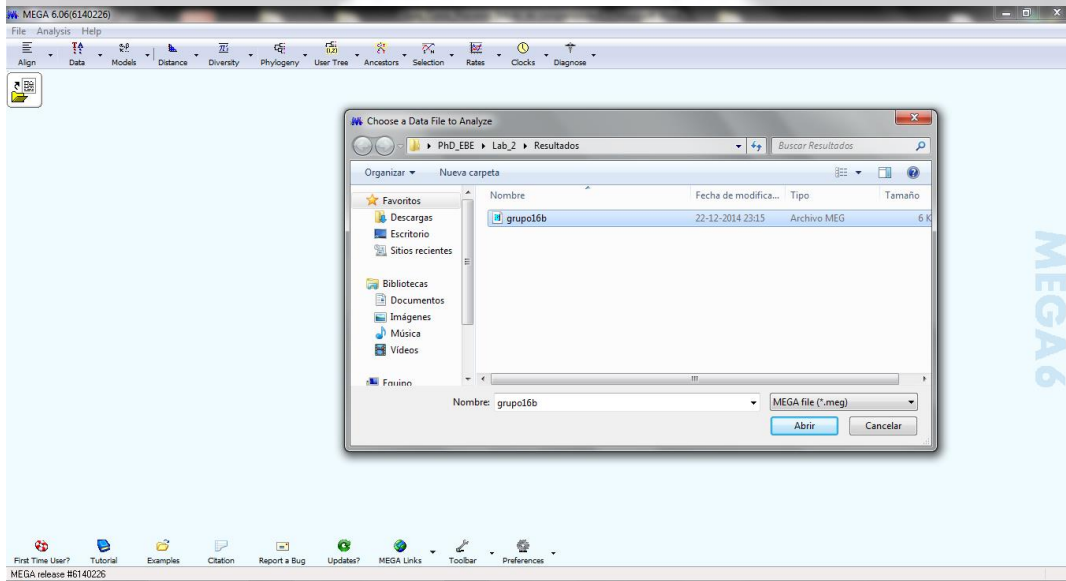 MEGA 6.06(6140226)
File Analysis Help
Align Data Models Distance Diversity Phylogeny User Tree Ancestors Selection Rates Clocks Diagnose
Choose a Data File to Analyze
PhD_EBE Lab_2 Resultados Buscar Resultados
Organizar Nueva carpeta
Favoritos
Descargas
Escritorio
Sitios recientes
Bibliotecas
Documentos
Imágenes
Música
Vídeos
Equipo
Nombre Fecha de modifica... Tipo Tamaño
grupo16b 22-12-2014 23:15 Archivo MEG 6 K
Nombre: grupo16b MEGA file (*.meg)
Abrir Cancelar
MEGA 6
First Time User? Tutorial Examples Citation Report a Bug Updates? MEGA Links Toolbar Preferences
MEGA release #6140226